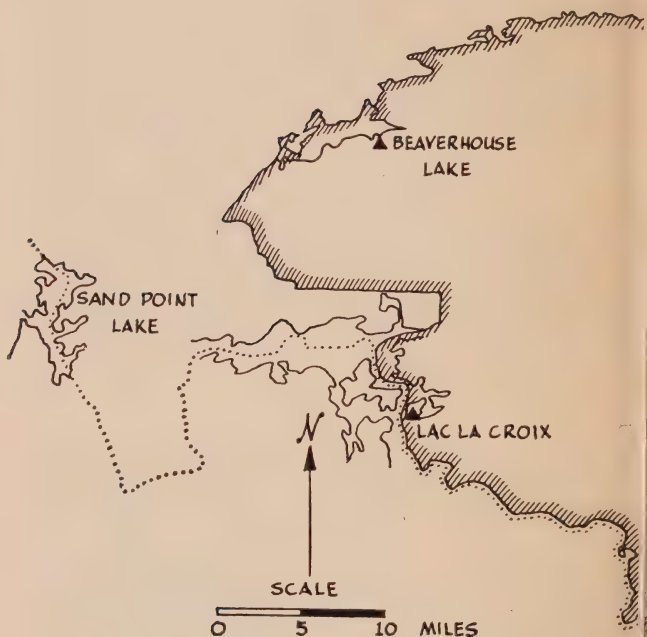 BEAVERHOUSE
LAKE
SAND POINT
LAKE
LAC LA CROIX
N
SCALE
0 5 10 MILES